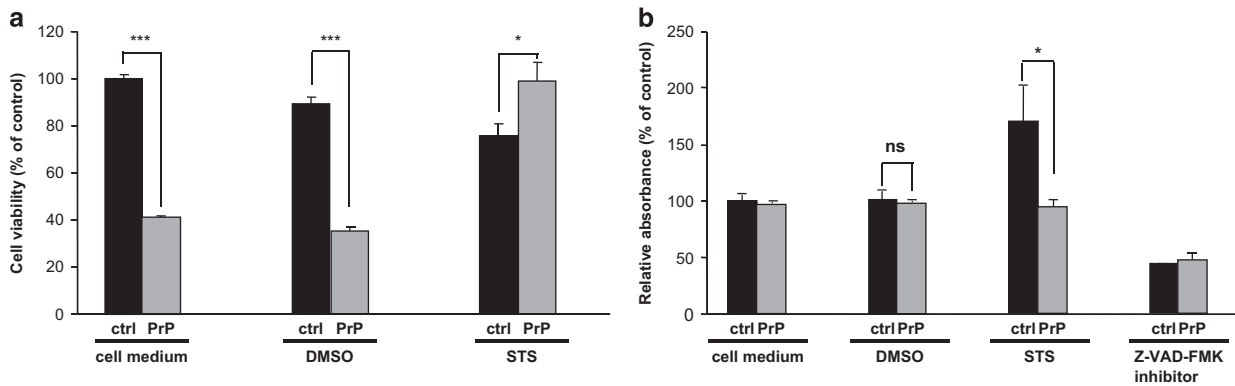 a
Cell viability (% of control)
120
100
80
60
40
20
0
***
***
*
ctrl PrP
ctrl PrP
ctrl PrP
cell medium
DMSO
STS
b
Relative absorbance (% of control)
250
200
150
100
50
0
ns
*
ctrl PrP
ctrl PrP
ctrl PrP
ctrl PrP
cell medium
DMSO
STS
Z-VAD-FMK
inhibitor